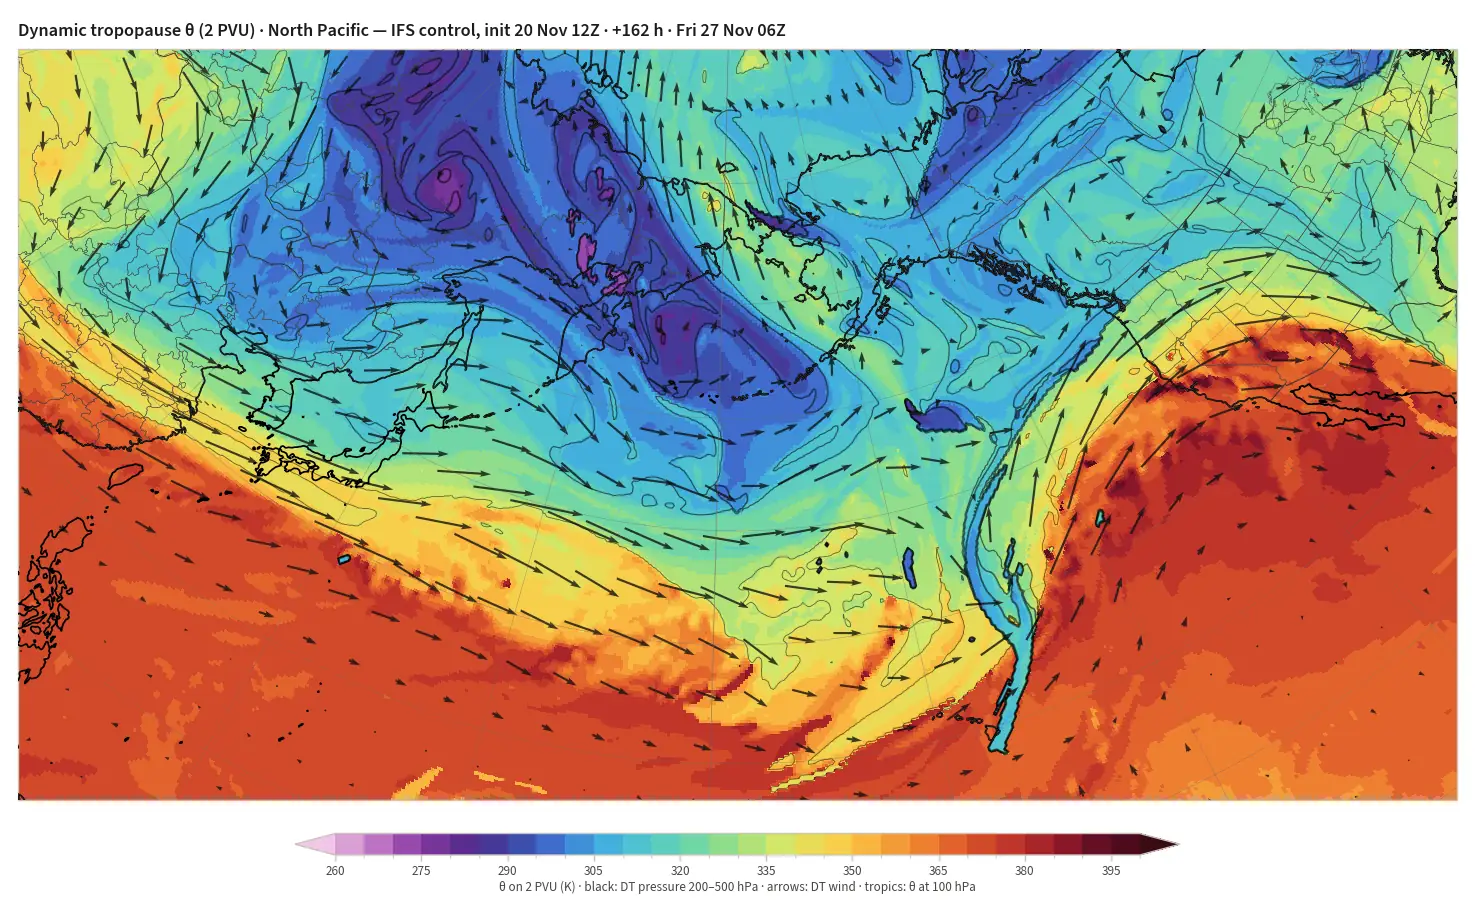 Dynamic tropopause θ (2 PVU) · North Pacific — IFS control, init 20 Nov 12Z · +162 h · Fri 27 Nov 06Z
260 275 290 305 320 335 350 365 380 395
θ on 2 PVU (K) · black: DT pressure 200–500 hPa · arrows: DT wind · tropics: θ at 100 hPa